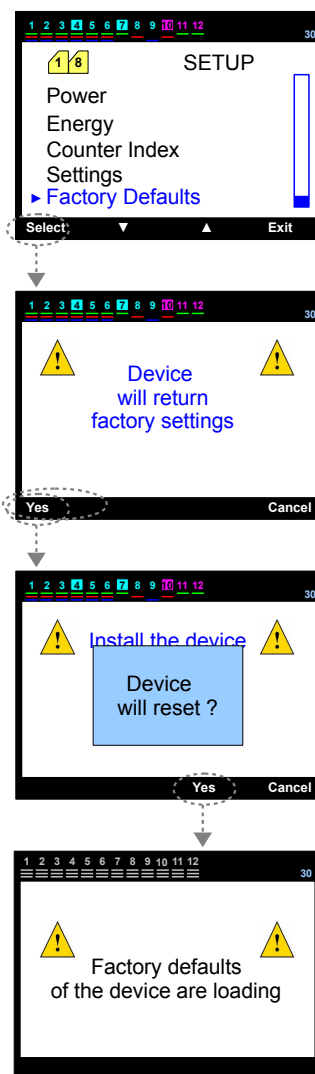 1 2 3 4 5 6 7 8 9 10 11 12
30
1 8 SETUP
Power
Energy
Counter Index
Settings
► Factory Defaults
Select ▼ ▲ Exit
1 2 3 4 5 6 7 8 9 10 11 12
30
! !
Device
will return
factory settings
Yes Cancel
1 2 3 4 5 6 7 8 9 10 11 12
30
! Install the device !
Device
will reset ?
Yes Cancel
1 2 3 4 5 6 7 8 9 10 11 12
30
! !
Factory defaults
of the device are loading